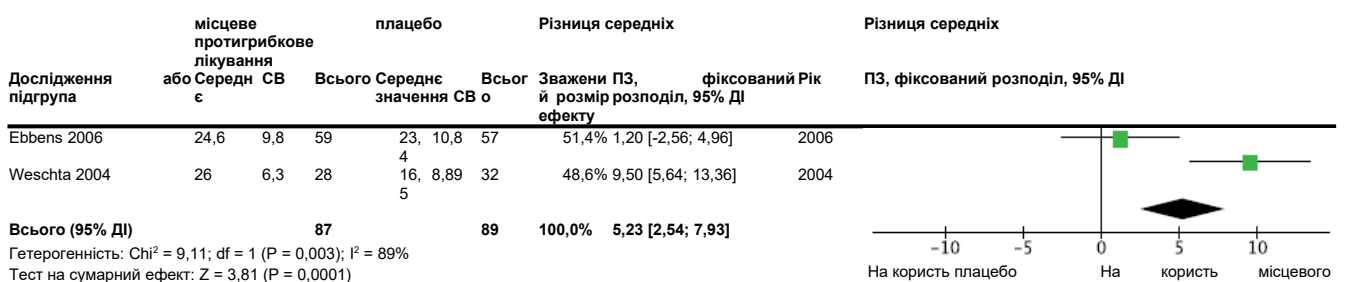 місцеве протигрибкове лікування плацебо Різниця середніх Різниця середніх
Дослідження або підгрупа Середнє СВ Всього Середнє значення СВ Всього Зважений розмір ефекту ПЗ, фіксований розподіл, 95% ДІ Рік ПЗ, фіксований розподіл, 95% ДІ
Ebbens 2006 24,6 9,8 59 23,4 10,8 57 51,4% 1,20 [-2,56; 4,96] 2006
Weschta 2004 26 6,3 28 16,5 8,89 32 48,6% 9,50 [5,64; 13,36] 2004
Всього (95% ДІ) 87 89 100,0% 5,23 [2,54; 7,93]
Гетерогенність: Chi² = 9,11; df = 1 (P = 0,003); I² = 89%
Тест на сумарний ефект: Z = 3,81 (P = 0,0001)
-10 -5 0 5 10
На користь плацебо На користь місцевого